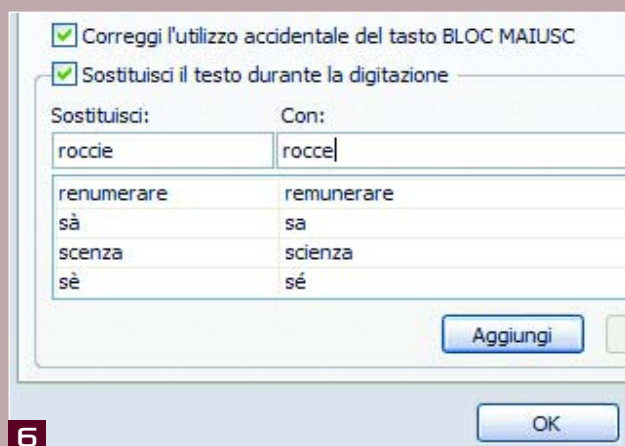 Correggi l'utilizzo accidentale del tasto BLOC MAIUSC
Sostituisci il testo durante la digitazione
Sostituisci: Con:
roccie rocce
renumerare remunerare
sà sa
scenza scienza
sè sé
Aggiungi
OK
6